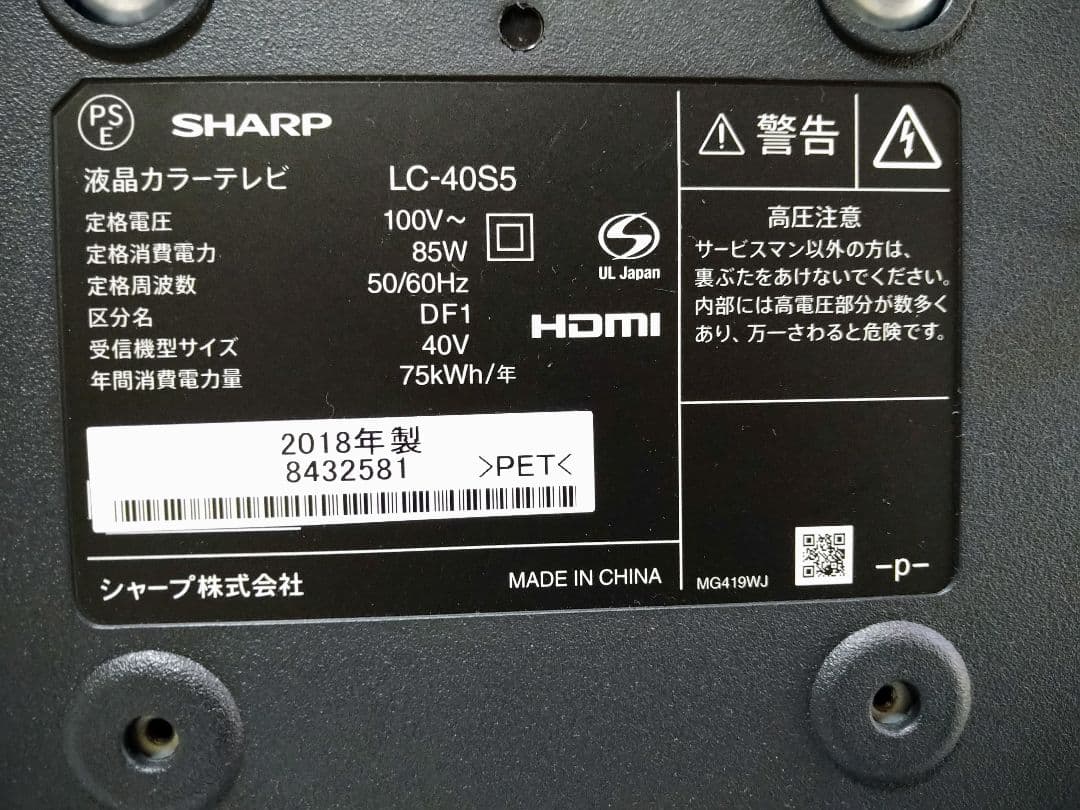 PS
E
SHARP
液晶カラーテレビ LC-40S5
定格電圧 100V～
定格消費電力 85W
定格周波数 50/60Hz
区分名 DF1
受信機型サイズ 40V
年間消費電力量 75kWh/年
UL Japan
HDMI
2018年製
8432581 >PET<
シャープ株式会社 MADE IN CHINA
警告
高圧注意
サービスマン以外の方は、
裏ぶたをあけないでください。
内部には高電圧部分が数多く
あり、万一さわると危険です。
MG419WJ -p-